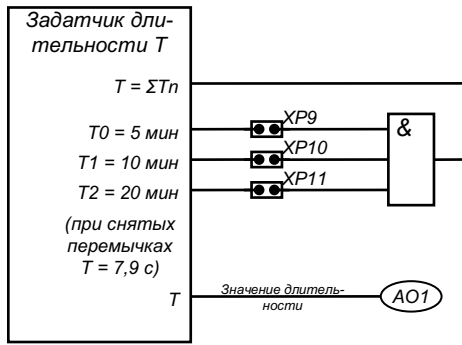 Задатчик дли-
тельности T
T = ΣTn
T0 = 5 мин
XP9
&
T1 = 10 мин
XP10
T2 = 20 мин
XP11
(при снятых
перемычках
T = 7,9 с)
T
Значение длитель-
ности
AO1